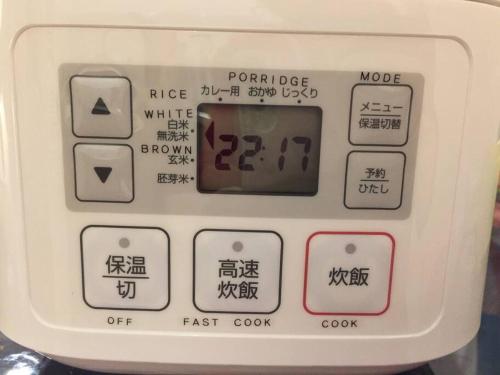 PORRIDGE
RICE カレー用 おかゆ じっくり
WHITE
白米
無洗米
BROWN
玄米
胚芽米
22:17
MODE
メニュー
保温切替
予約
ひたし
保温
切
OFF
高速
炊飯
FAST COOK
炊飯
COOK